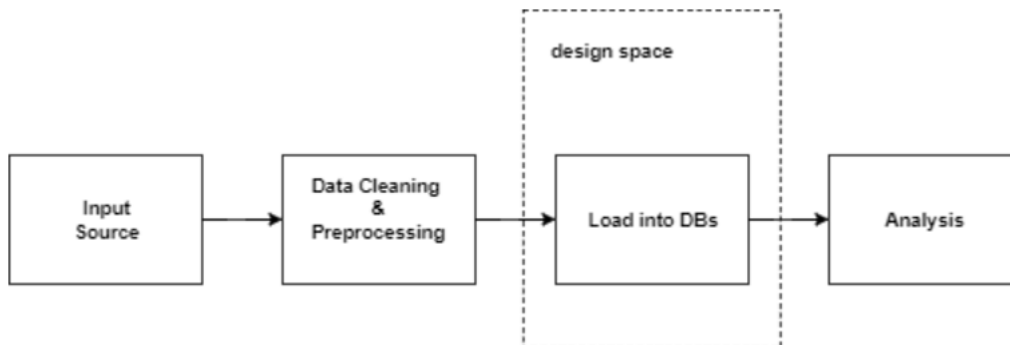 design space
Input
Source
Data Cleaning
&
Preprocessing
Load into DBs
Analysis